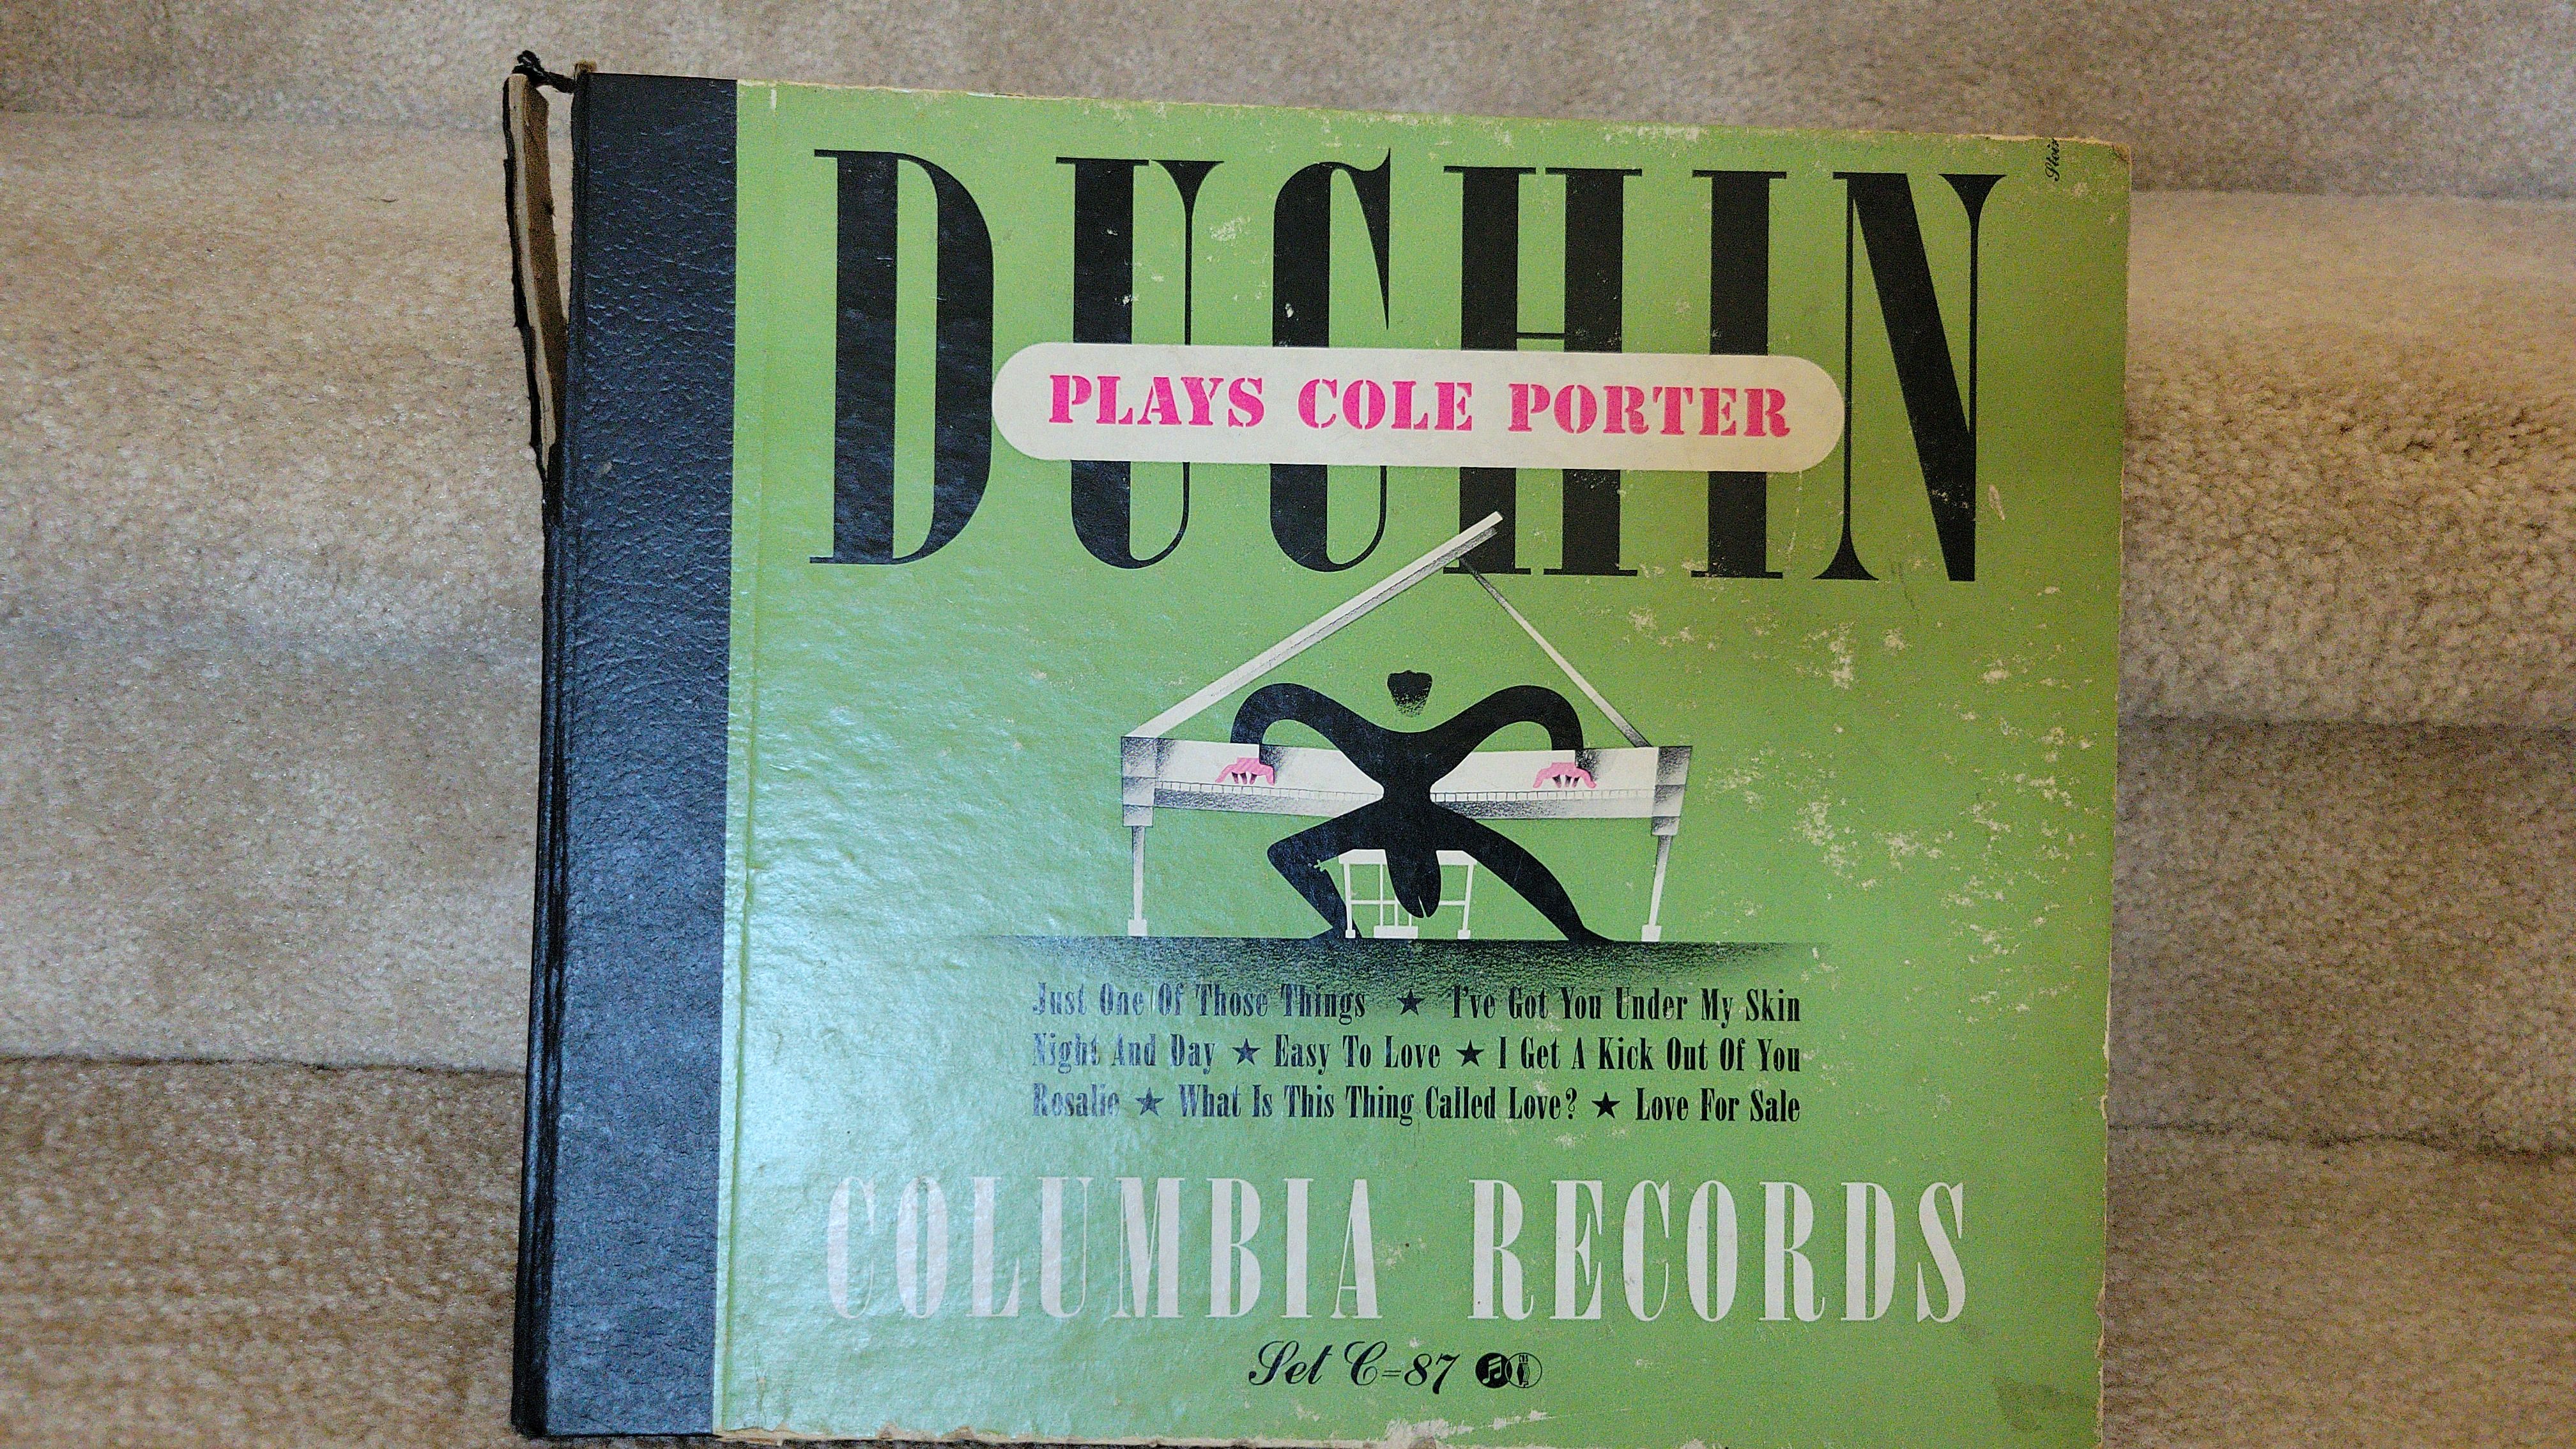 DUCHIN
PLAYS COLE PORTER
Just One Of Those Things ★ I've Got You Under My Skin
Night And Day ★ Easy To Love ★ I Get A Kick Out Of You
Rosalie ★ What Is This Thing Called Love? ★ Love For Sale
COLUMBIA RECORDS
Set C=87